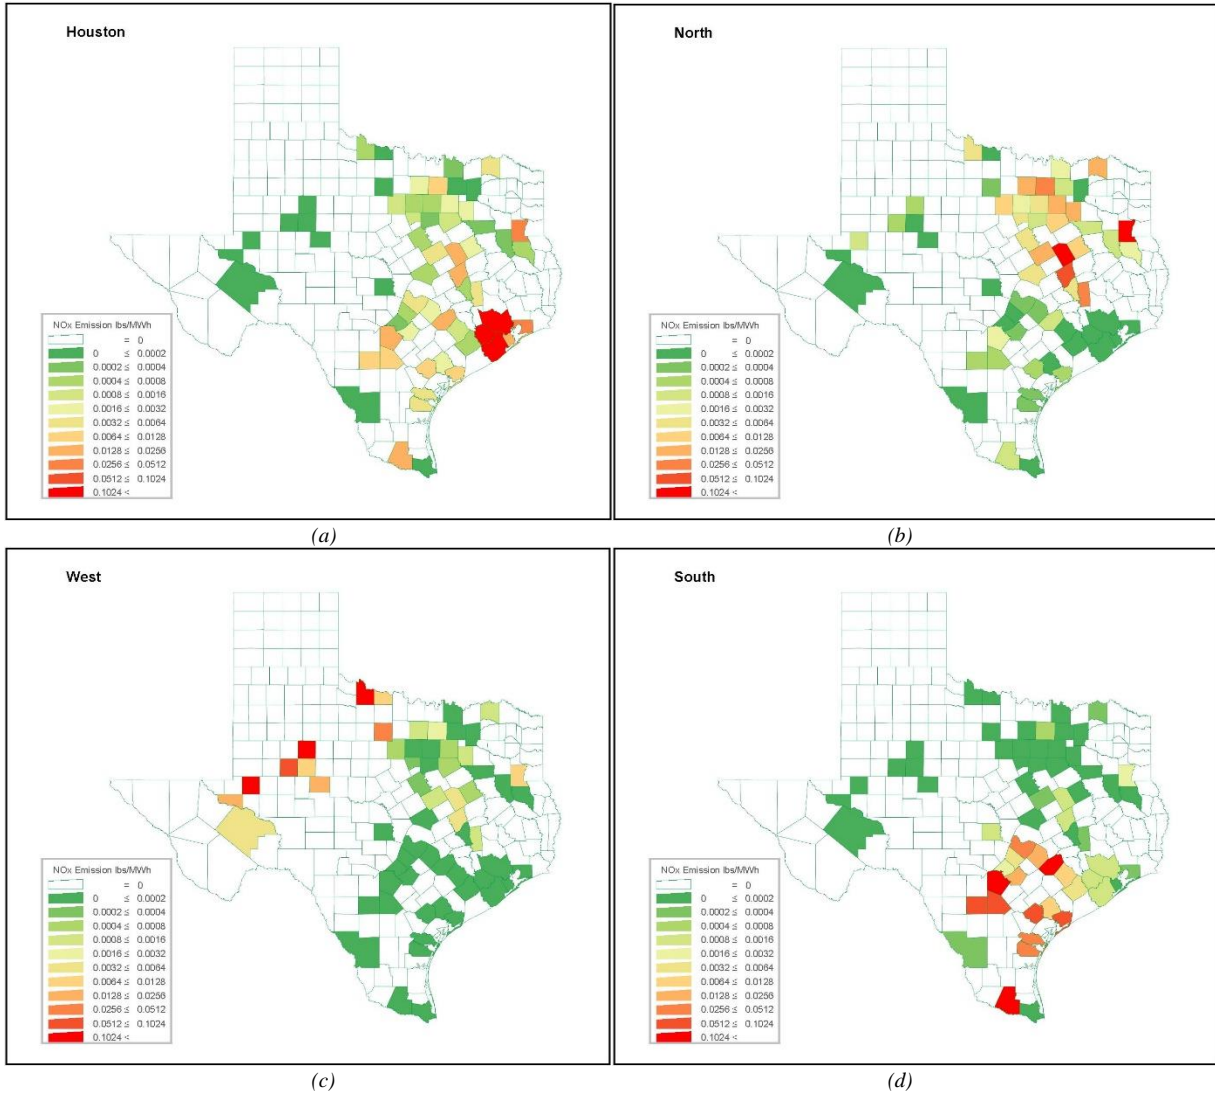 Houston
NOx Emission lbs/MWh
= 0
0 ≤ 0.0002
0.0002 ≤ 0.0004
0.0004 ≤ 0.0008
0.0008 ≤ 0.0016
0.0016 ≤ 0.0032
0.0032 ≤ 0.0064
0.0064 ≤ 0.0128
0.0128 ≤ 0.0256
0.0256 ≤ 0.0512
0.0512 ≤ 0.1024
0.1024 <
(a)
North
NOx Emission lbs/MWh
= 0
0 ≤ 0.0002
0.0002 ≤ 0.0004
0.0004 ≤ 0.0008
0.0008 ≤ 0.0016
0.0016 ≤ 0.0032
0.0032 ≤ 0.0064
0.0064 ≤ 0.0128
0.0128 ≤ 0.0256
0.0256 ≤ 0.0512
0.0512 ≤ 0.1024
0.1024 <
(b)
West
NOx Emission lbs/MWh
= 0
0 ≤ 0.0002
0.0002 ≤ 0.0004
0.0004 ≤ 0.0008
0.0008 ≤ 0.0016
0.0016 ≤ 0.0032
0.0032 ≤ 0.0064
0.0064 ≤ 0.0128
0.0128 ≤ 0.0256
0.0256 ≤ 0.0512
0.0512 ≤ 0.1024
0.1024 <
(c)
South
NOx Emission lbs/MWh
= 0
0 ≤ 0.0002
0.0002 ≤ 0.0004
0.0004 ≤ 0.0008
0.0008 ≤ 0.0016
0.0016 ≤ 0.0032
0.0032 ≤ 0.0064
0.0064 ≤ 0.0128
0.0128 ≤ 0.0256
0.0256 ≤ 0.0512
0.0512 ≤ 0.1024
0.1024 <
(d)